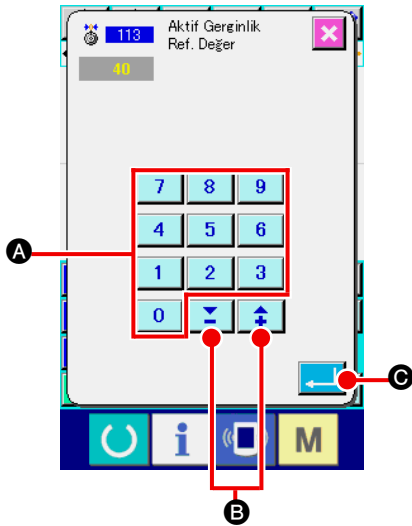 113 Aktif Gerginlik
Ref. Değer
40
7 8 9
4 5 6
A
1 2 3
0
C
i M
B